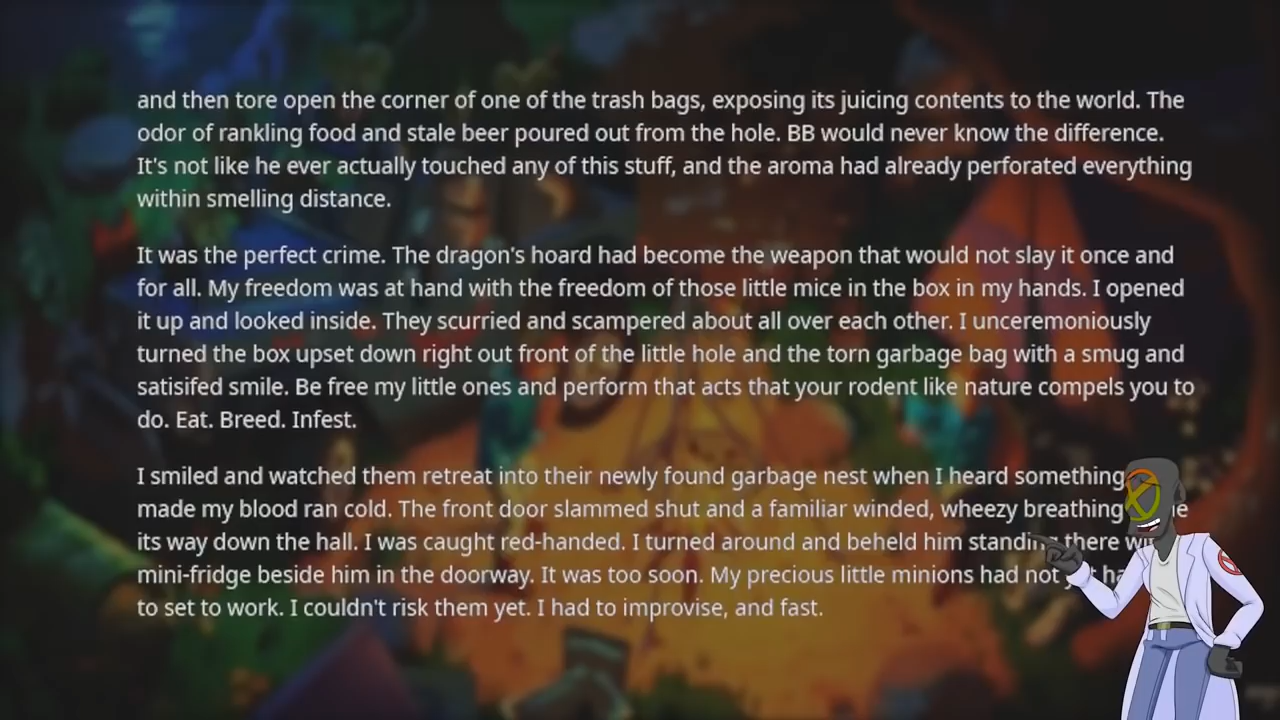 and then tore open the corner of one of the trash bags, exposing its juicing contents to the world. The
odor of rankling food and stale beer poured out from the hole. BB would never know the difference.
It's not like he ever actually touched any of this stuff, and the aroma had already perforated everything
within smelling distance.
It was the perfect crime. The dragon's hoard had become the weapon that would not slay it once and
for all. My freedom was at hand with the freedom of those little mice in the box in my hands. I opened
it up and looked inside. They scurried and scampered about all over each other. I unceremoniously
turned the box upset down right out front of the little hole and the torn garbage bag with a smug and
satisifed smile. Be free my little ones and perform that acts that your rodent like nature compels you to
do. Eat. Breed. Infest.
I smiled and watched them retreat into their newly found garbage nest when I heard something
made my blood ran cold. The front door slammed shut and a familiar winded, wheezy breathing
its way down the hall. I was caught red-handed. I turned around and beheld him standing there
mini-fridge beside him in the doorway. It was too soon. My precious little minions had not
to set to work. I couldn't risk them yet. I had to improvise, and fast.